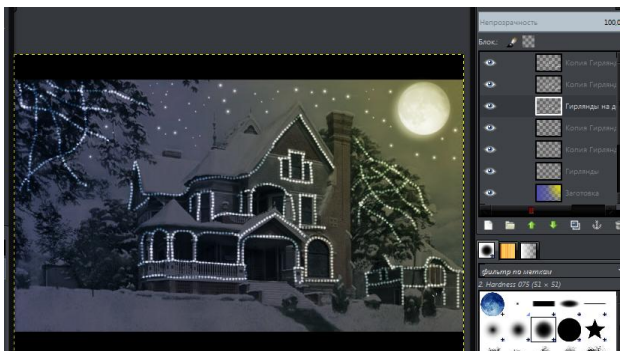 Непрозрачность 100,0
Блок.:
Копия Гирлянд
Копия Гирлянд
Гирлянды на д
Копия Гирлянд
Копия Гирлянд
Гирлянды
Заготовка
фильтр по меткам
2. Hardness 075 (51 × 51)